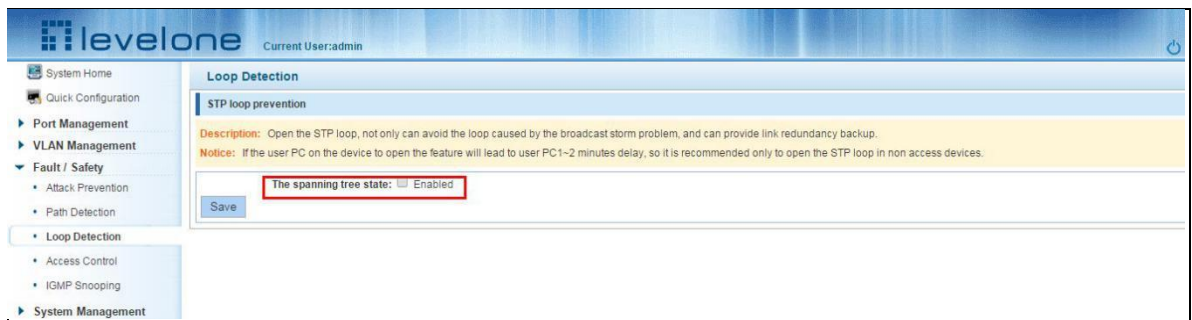 levelone
Current User:admin
System Home
Quick Configuration
Port Management
VLAN Management
Fault / Safety
Attack Prevention
Path Detection
Loop Detection
Access Control
IGMP Snooping
System Management
Loop Detection
STP loop prevention
Description: Open the STP loop, not only can avoid the loop caused by the broadcast storm problem, and can provide link redundancy backup.
Notice: If the user PC on the device to open the feature will lead to user PC1~2 minutes delay, so it is recommended only to open the STP loop in non access devices.
The spanning tree state: Enabled
Save